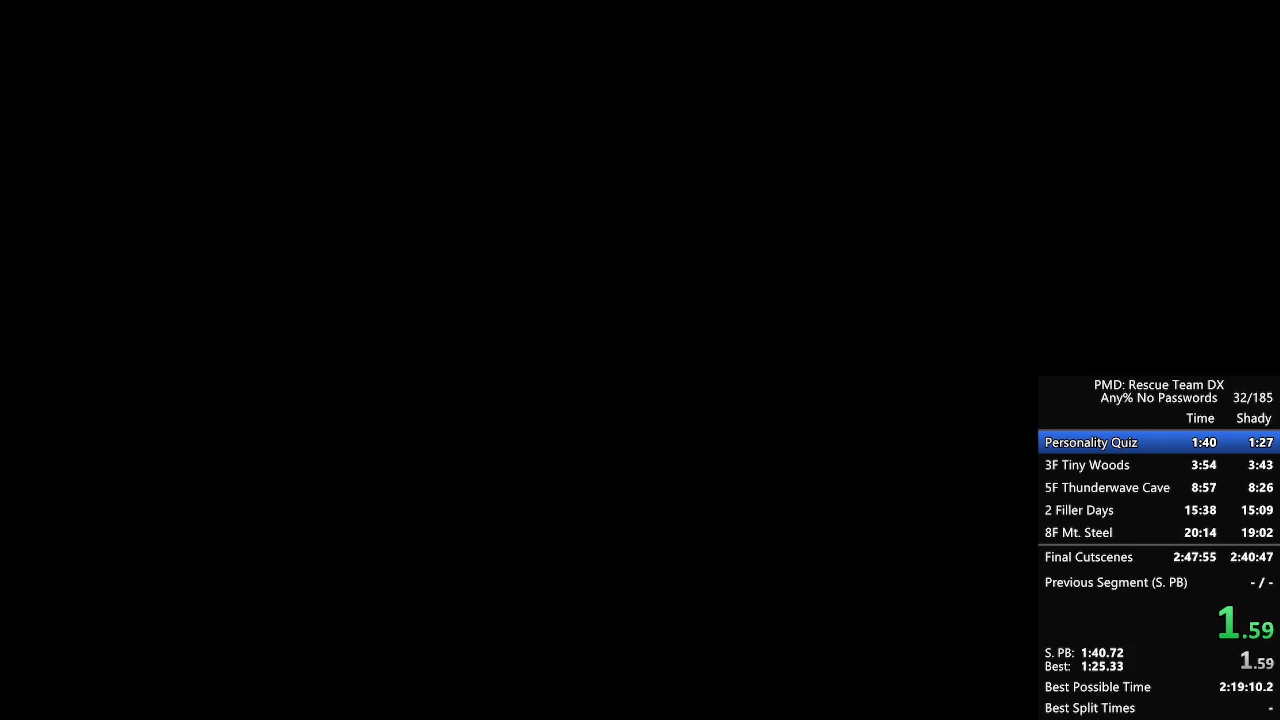 PMD: Rescue Team DX
Any% No Passwords 32/185
Time Shady
Personality Quiz 1:40 1:27
3F Tiny Woods 3:54 3:43
5F Thunderwave Cave 8:57 8:26
2 Filler Days 15:38 15:09
8F Mt. Steel 20:14 19:02
Final Cutscenes 2:47:55 2:40:47
Previous Segment (S. PB) - / -
1.59
S. PB: 1:40.72
Best: 1:25.33
1.59
Best Possible Time 2:19:10.2
Best Split Times -